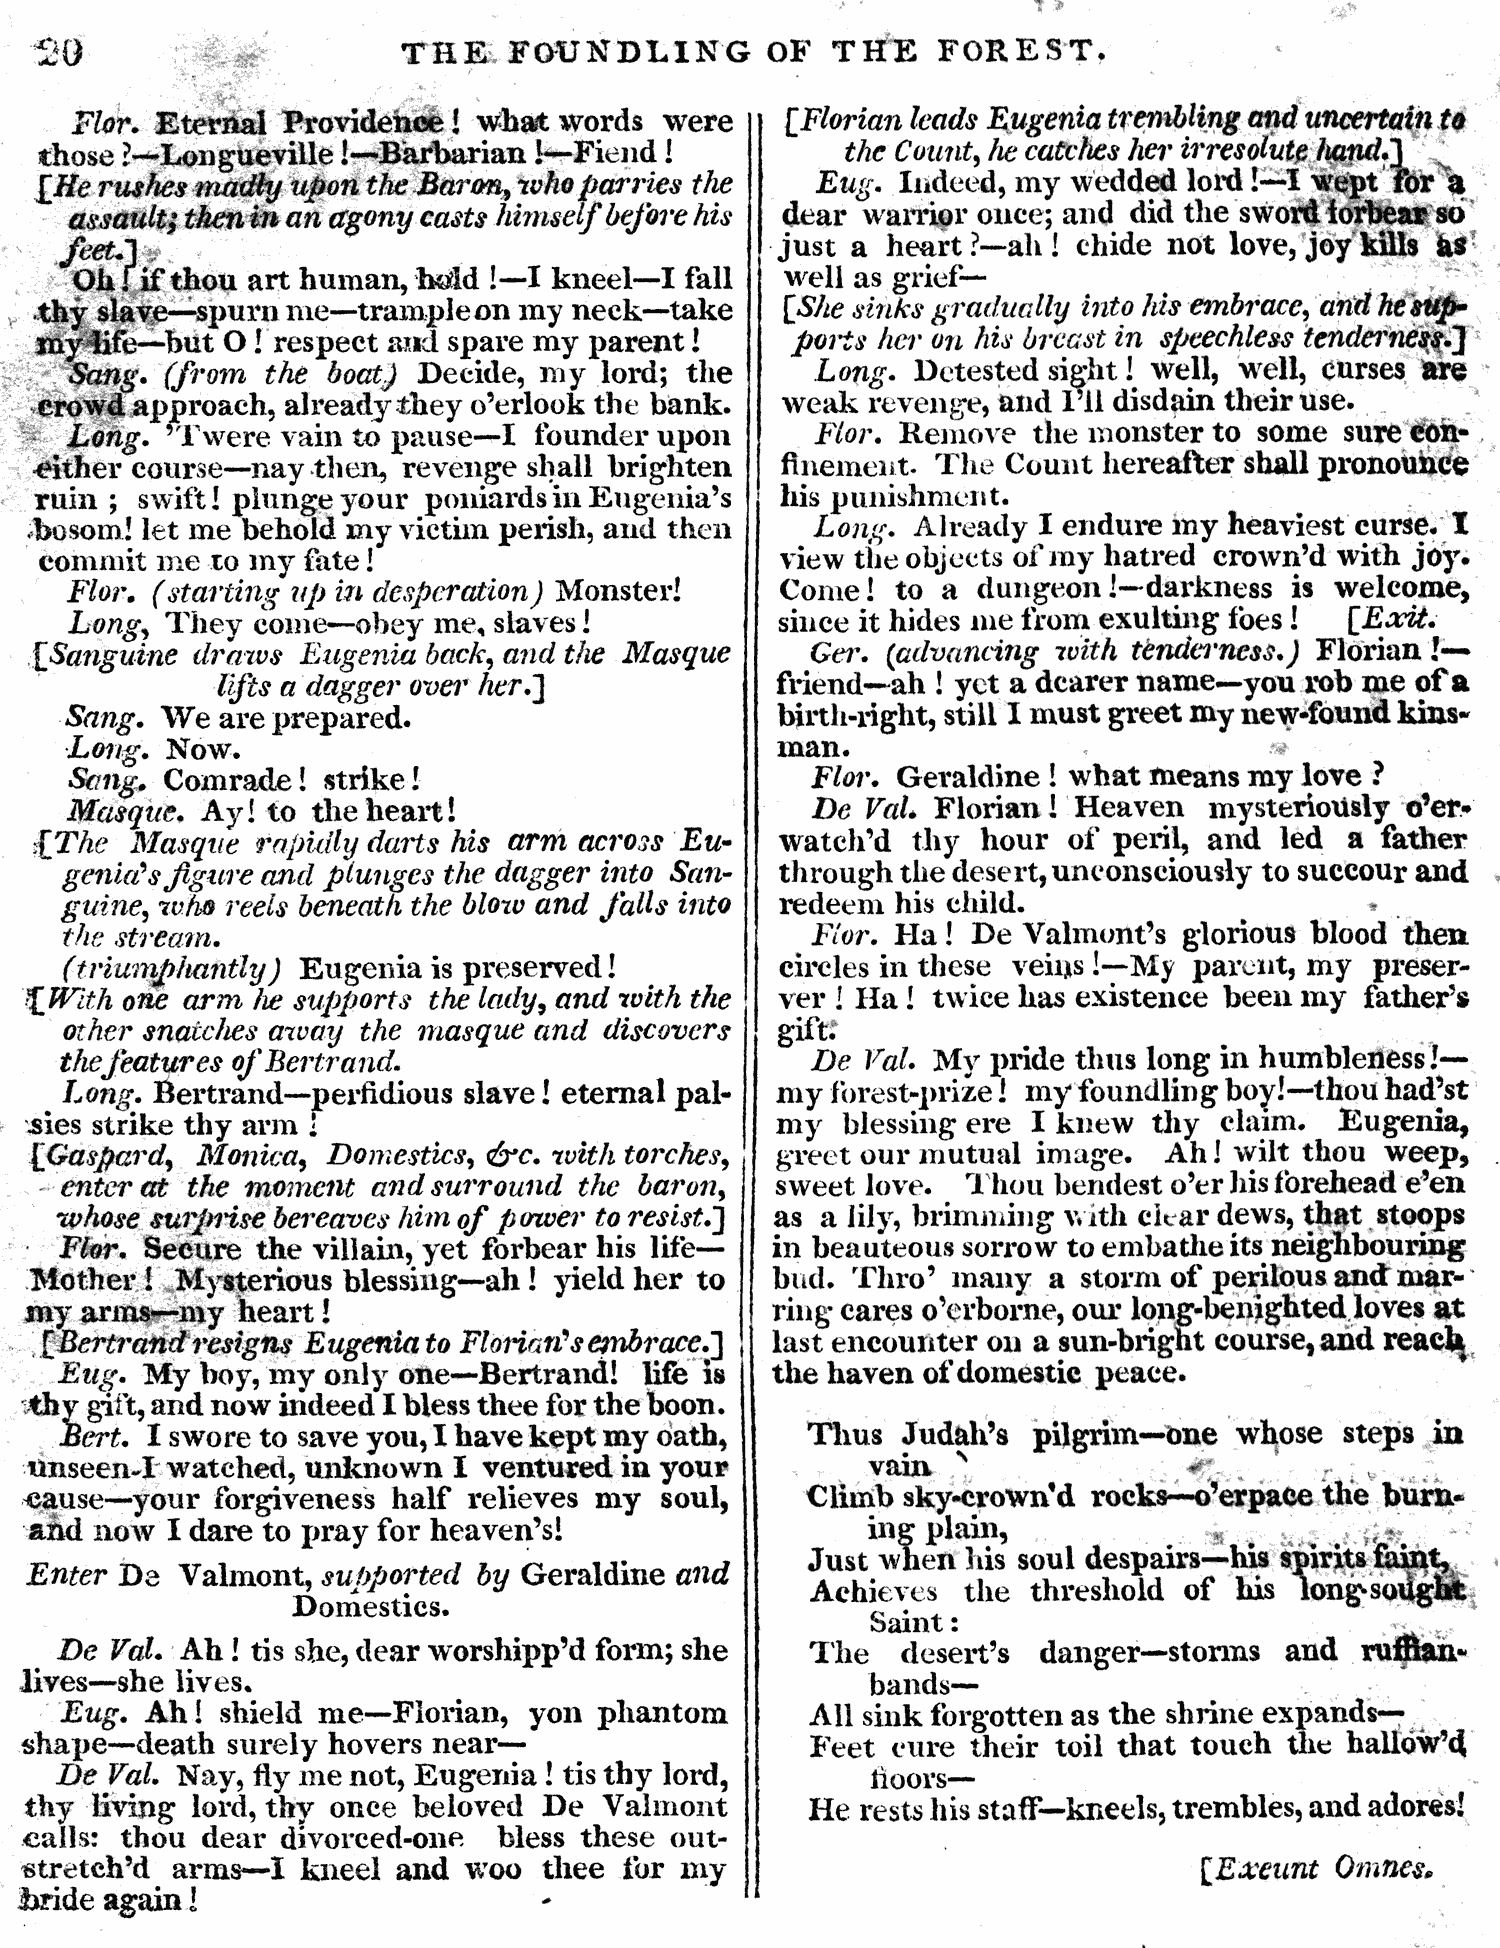 20
THE FOUNDLING OF THE FOREST.
Flor. Eternal Providence! what words were
those?—Longueville!—Barbarian!—Fiend!
[He rushes madly upon the Baron, who parries the
assault; then in an agony casts himself before his
feet.]
Oh! if thou art human, hold!—I kneel—I fall
thy slave—spurn me—trample on my neck—take
my life—but O! respect and spare my parent!
Sang. (from the boat) Decide, my lord; the
crowd approach, already they o'erlook the bank.
Long. 'Twere vain to pause—I founder upon
either course—nay then, revenge shall brighten
ruin; swift! plunge your poniards in Eugenia's
bosom! let me behold my victim perish, and then
commit me to my fate!
Flor. (starting up in desperation) Monster!
Long, They come—obey me, slaves!
[Sanguine draws Eugenia back, and the Masque
lifts a dagger over her.]
Sang. We are prepared.
Long. Now.
Sang. Comrade! strike!
Masque. Ay! to the heart!
[The Masque rapidly darts his arm across Eu-
genia's figure and plunges the dagger into San-
guine, who reels beneath the blow and falls into
the stream.
(triumphantly) Eugenia is preserved!
[With one arm he supports the lady, and with the
other snatches away the masque and discovers
the features of Bertrand.
Long. Bertrand—perfidious slave! eternal pal-
sies strike thy arm!
[Gaspard, Monica, Domestics, &c. with torches,
enter at the moment and surround the baron,
whose surprise bereaves him of power to resist.]
Flor. Secure the villain, yet forbear his life—
Mother! Mysterious blessing—ah! yield her to
my arms—my heart!
[Bertrand resigns Eugenia to Florian's embrace.]
Eug. My boy, my only one—Bertrand! life is
thy gift, and now indeed I bless thee for the boon.
Bert. I swore to save you, I have kept my oath,
unseen I watched, unknown I ventured in your
cause—your forgiveness half relieves my soul,
and now I dare to pray for heaven's!
Enter De Valmont, supported by Geraldine and
Domestics.
De Val. Ah! tis she, dear worshipp'd form; she
lives—she lives.
Eug. Ah! shield me—Florian, yon phantom
shape—death surely hovers near—
De Val. Nay, fly me not, Eugenia! tis thy lord,
thy living lord, thy once beloved De Valmont
calls: thou dear divorced-one bless these out-
stretch'd arms—I kneel and woo thee for my
bride again!
[Florian leads Eugenia trembling and uncertain to
the Count, he catches her irresolute hand.]
Eug. Indeed, my wedded lord!—I wept for a
dear warrior once; and did the sword forbear so
just a heart?—ah! chide not love, joy kills as
well as grief—
[She sinks gradually into his embrace, and he sup-
ports her on his breast in speechless tenderness.]
Long. Detested sight! well, well, curses are
weak revenge, and I'll disdain their use.
Flor. Remove the monster to some sure con-
finement. The Count hereafter shall pronounce
his punishment.
Long. Already I endure my heaviest curse. I
view the objects of my hatred crown'd with joy.
Come! to a dungeon!—darkness is welcome,
since it hides me from exulting foes! [Exit.
Ger. (advancing with tenderness.) Florian!—
friend—ah! yet a dearer name—you rob me of a
birth-right, still I must greet my new-found kins-
man.
Flor. Geraldine! what means my love?
De Val. Florian! Heaven mysteriously o'er-
watch'd thy hour of peril, and led a father
through the desert, unconsciously to succour and
redeem his child.
Flor. Ha! De Valmont's glorious blood then
circles in these veins!—My parent, my preser-
ver! Ha! twice has existence been my father's
gift.
De Val. My pride thus long in humbleness!—
my forest-prize! my foundling boy!—thou had'st
my blessing ere I knew thy claim. Eugenia,
greet our mutual image. Ah! wilt thou weep,
sweet love. Thou bendest o'er his forehead e'en
as a lily, brimming with clear dews, that stoops
in beauteous sorrow to embathe its neighbouring
bud. Thro' many a storm of perilous and mar-
ring cares o'erborne, our long-benighted loves at
last encounter on a sun-bright course, and reach
the haven of domestic peace.
Thus Judah's pilgrim—one whose steps in
vain
Climb sky-crown'd rocks—o'erpace the burn-
ing plain,
Just when his soul despairs—his spirits faint,
Achieves the threshold of his long-sought
Saint:
The desert's danger—storms and ruffian-
bands—
All sink forgotten as the shrine expands—
Feet cure their toil that touch the hallow'd
floors—
He rests his staff—kneels, trembles, and adores!
[Exeunt Omnes.